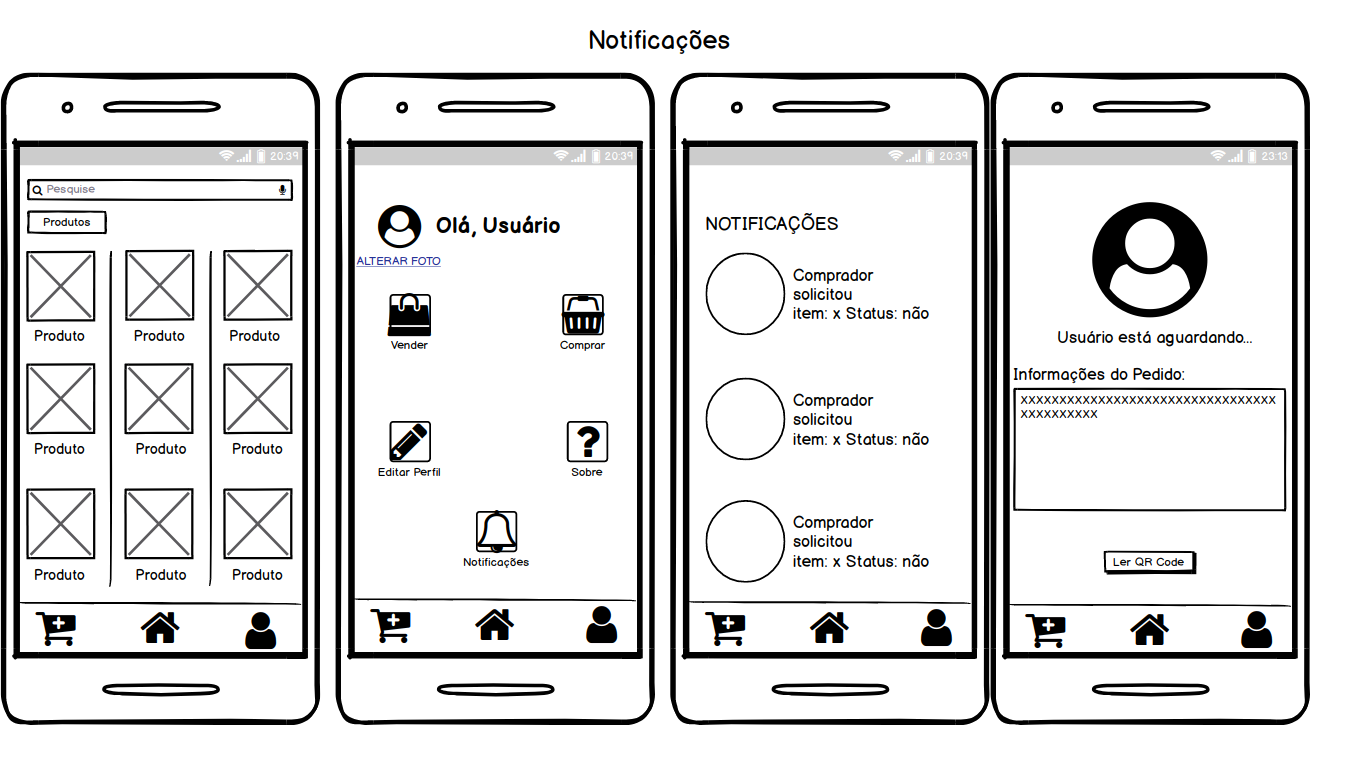 Notificações
20:39
Pesquise
Produtos
Produto
Produto
Produto
Produto
Produto
Produto
Produto
Produto
Produto
20:39
Olá, Usuário
ALTERAR FOTO
Vender
Comprar
Editar Perfil
Sobre
Notificações
20:39
NOTIFICAÇÕES
Comprador
solicitou
item: x Status: não
Comprador
solicitou
item: x Status: não
Comprador
solicitou
item: x Status: não
23:13
Usuário está aguardando...
Informações do Pedido:
xxxxxxxxxxxxxxxxxxxxxxxxxxxxxxxxx
xxxxxxxxxx
Ler QR Code